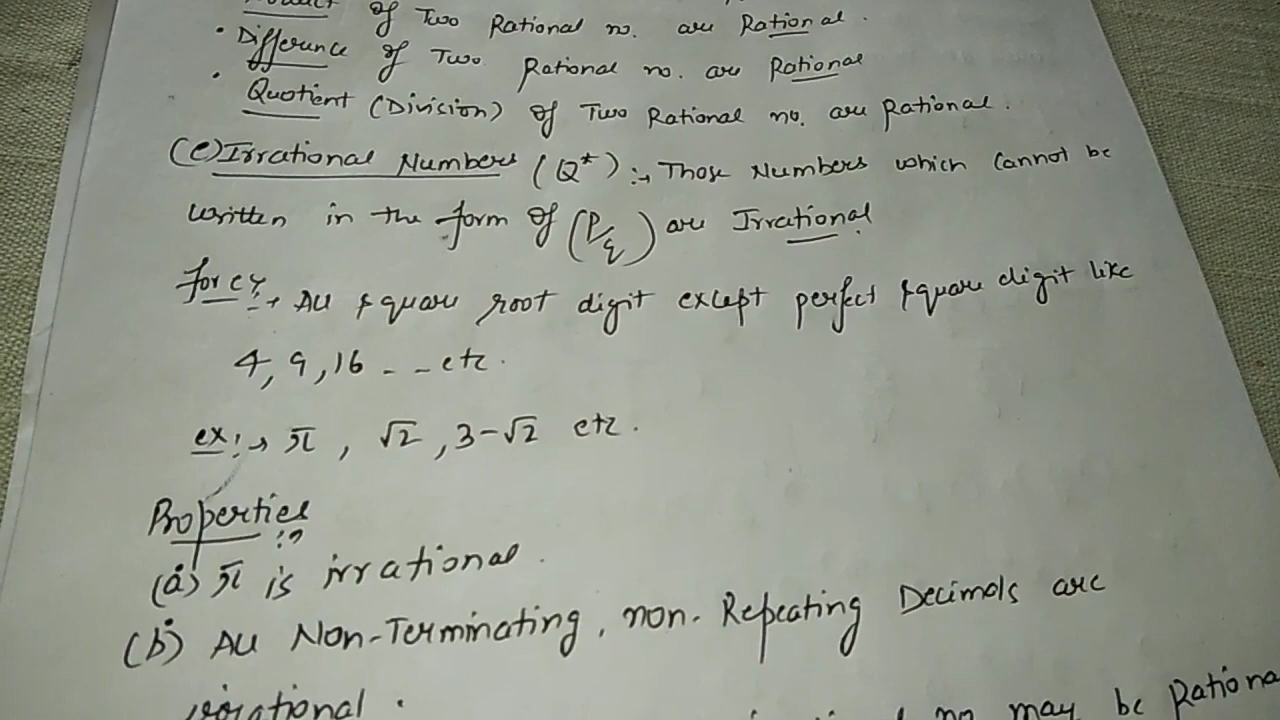 of Two Rational no. are Rational.
• Difference of Two Rational no. are Rational
• Quotient (Division) of Two Rational no. are Rational.
(e) Irrational Numbers (Q*) :→ Those Numbers which Cannot be
written in the form of (P/q) are Irrational.
for ex :→ All square root digit except perfect square digit like
4, 9, 16 - - etc.
ex :→ π, √2, 3-√2 etc.
Properties :→
(a) π is irrational.
(b) All Non-Terminating, non-Repeating Decimals are
irrational.
no may be Rationa